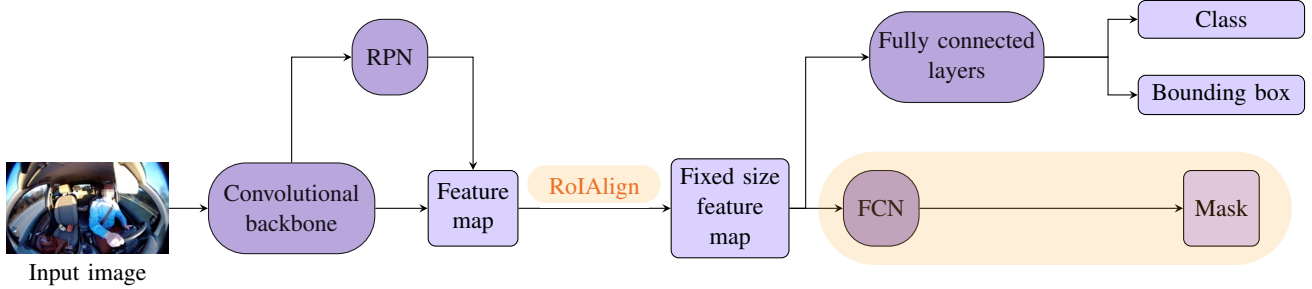 RPN
Fully connected
layers
Class
Bounding box
Convolutional
backbone
Feature
map
RoIAlign
Fixed size
feature
map
FCN
Mask
Input image